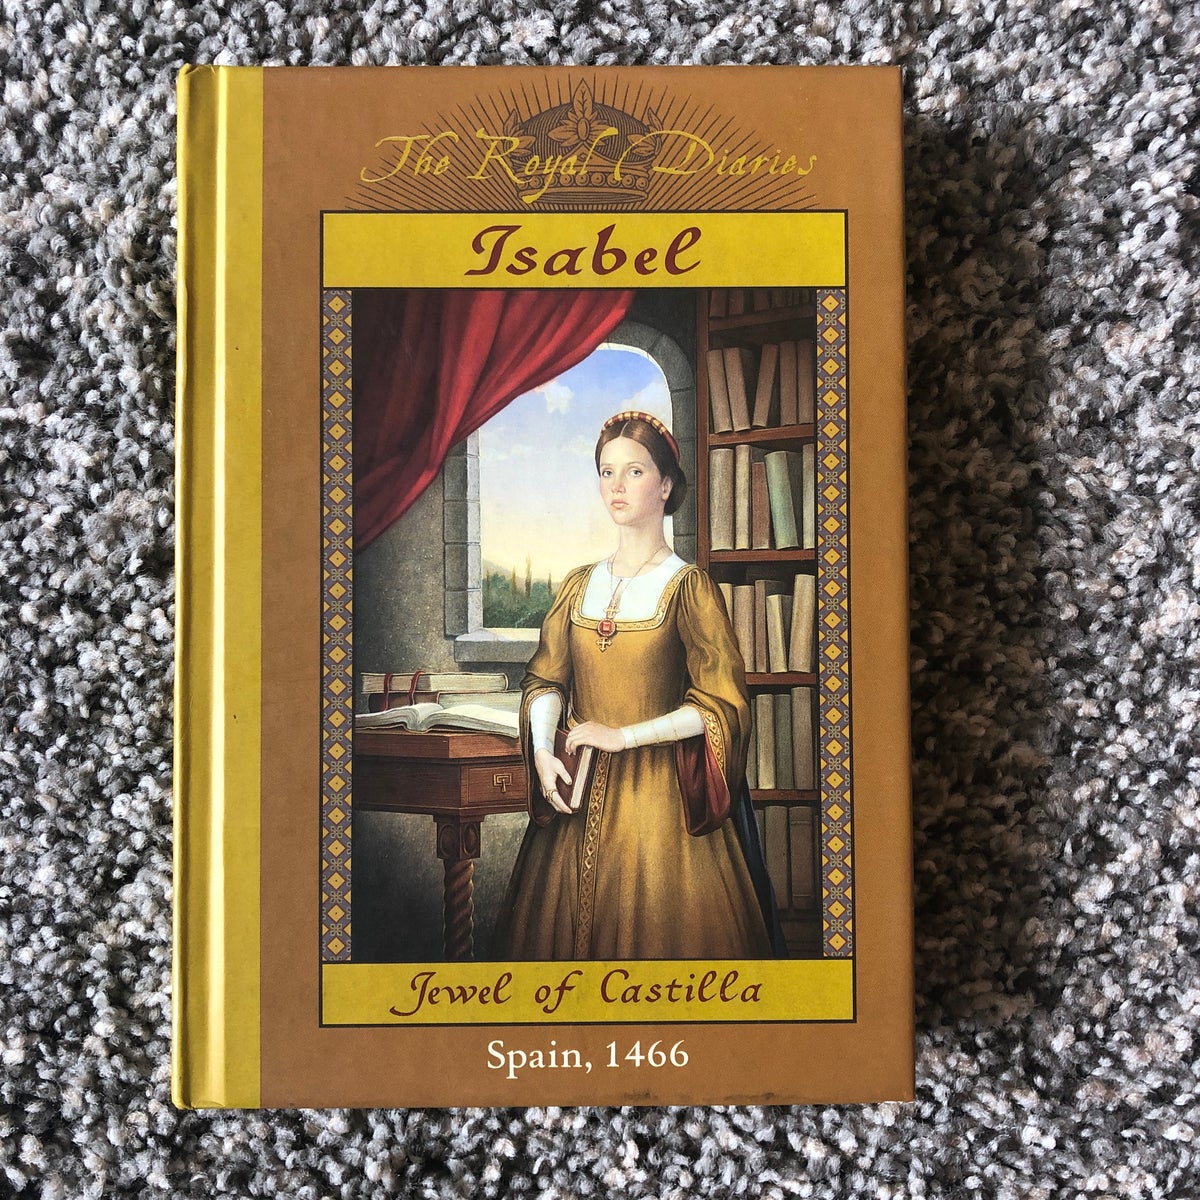 The Royal Diaries
Isabel
Jewel of Castilla
Spain, 1466